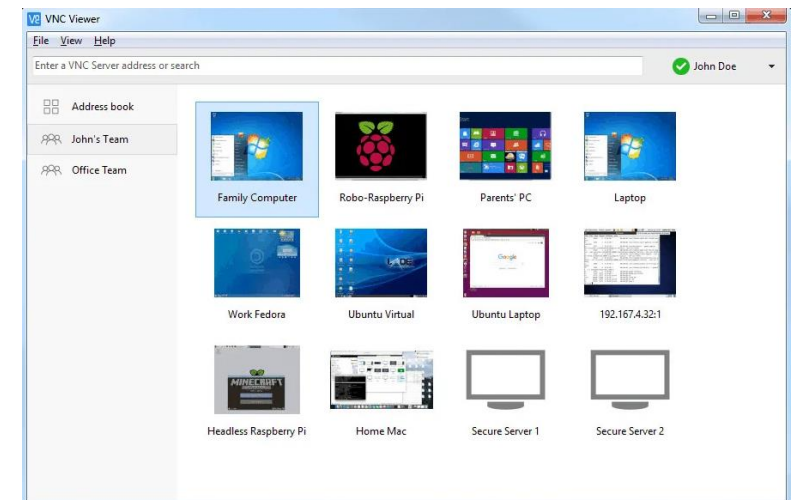 VNC Viewer
File View Help
Enter a VNC Server address or search
John Doe
Address book
John's Team
Office Team
Family Computer
Robo-Raspberry Pi
Parents' PC
Laptop
Work Fedora
Ubuntu Virtual
Google
Ubuntu Laptop
192.167.4.32:1
MINECRAFT
Headless Raspberry Pi
Home Mac
Secure Server 1
Secure Server 2